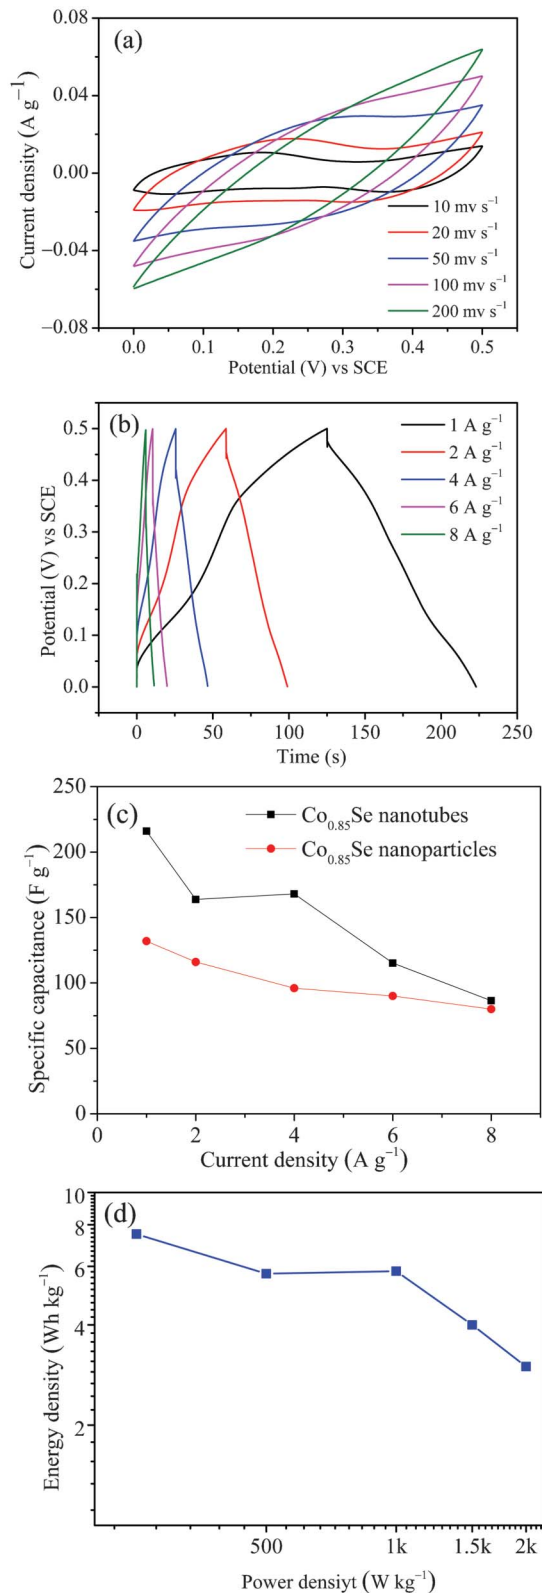 (a)
0.08
0.04
0.00
−0.04
−0.08
Current density (A g⁻¹)
10 mv s⁻¹
20 mv s⁻¹
50 mv s⁻¹
100 mv s⁻¹
200 mv s⁻¹
0.0 0.1 0.2 0.3 0.4 0.5
Potential (V) vs SCE
(b)
0.5
0.4
0.3
0.2
0.1
0.0
Potential (V) vs SCE
1 A g⁻¹
2 A g⁻¹
4 A g⁻¹
6 A g⁻¹
8 A g⁻¹
0 50 100 150 200 250
Time (s)
(c)
250
200
150
100
50
0
Specific capacitance (F g⁻¹)
Co₀.₈₅Se nanotubes
Co₀.₈₅Se nanoparticles
0 2 4 6 8
Current density (A g⁻¹)
(d)
10
8
6
4
2
Energy density (Wh kg⁻¹)
500 1k 1.5k 2k
Power densiyt (W kg⁻¹)